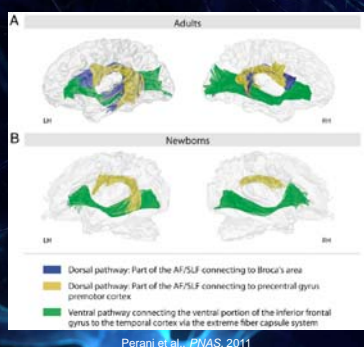 A
Adults
LH
RH
B
Newborns
LH
RH
Dorsal pathway: Part of the AF/SLF connecting to Broca's area
Dorsal pathway: Part of the AF/SLF connecting to precentral gyrus
premotor cortex
Ventral pathway connecting the ventral portion of the inferior frontal
gyrus to the temporal cortex via the extreme fiber capsule system
Perani et al., PNAS, 2011